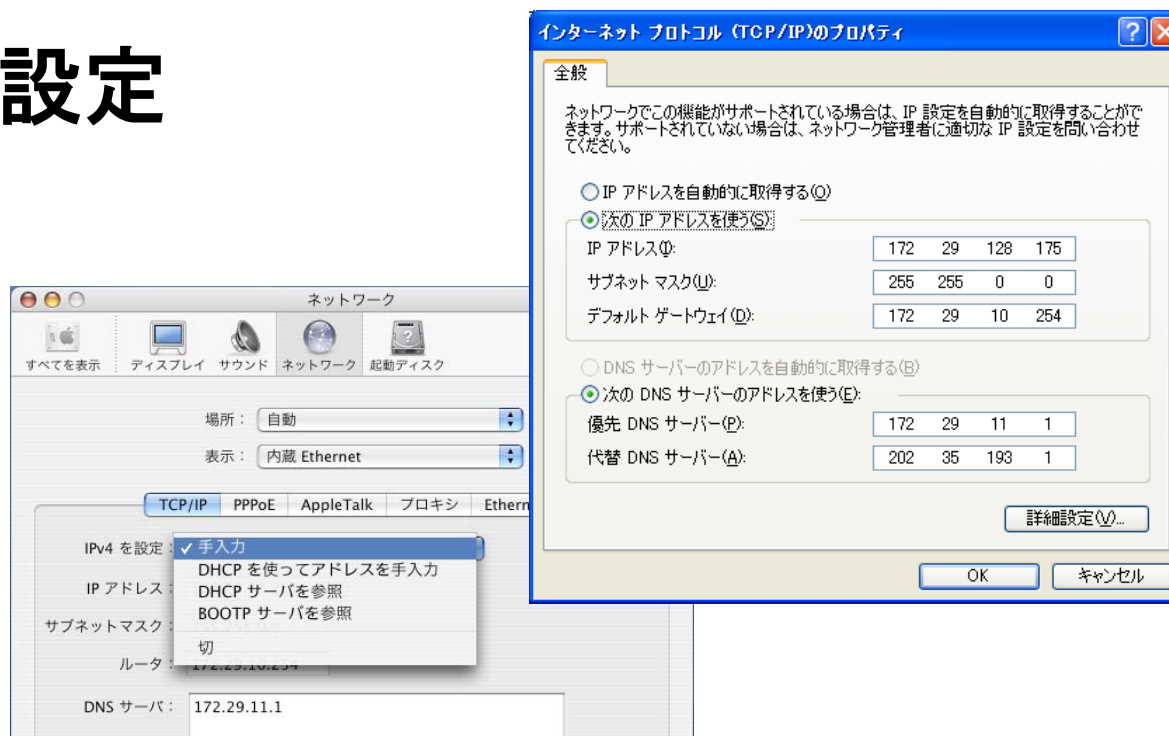 設定
インターネット プロトコル (TCP/IP)のプロパティ
全般
ネットワークでこの機能がサポートされている場合は、IP 設定を自動的に取得することがで
きます。サポートされていない場合は、ネットワーク管理者に適切な IP 設定を問い合わせ
てください。
IP アドレスを自動的に取得する(O)
次の IP アドレスを使う(S):
IP アドレス(I): 172 29 128 175
サブネット マスク(U): 255 255 0 0
デフォルト ゲートウェイ(D): 172 29 10 254
DNS サーバーのアドレスを自動的に取得する(B)
次の DNS サーバーのアドレスを使う(E):
優先 DNS サーバー(P): 172 29 11 1
代替 DNS サーバー(A): 202 35 193 1
詳細設定(V)...
OK キャンセル
ネットワーク
すべてを表示 ディスプレイ サウンド ネットワーク 起動ディスク
場所： 自動
表示： 内蔵 Ethernet
TCP/IP PPPoE AppleTalk プロキシ Ethern
IPv4 を設定： ✓ 手入力
DHCP を使ってアドレスを手入力
IP アドレス： DHCP サーバを参照
BOOTP サーバを参照
サブネットマスク：
切
ルータ： 172.29.10.254
DNS サーバ： 172.29.11.1